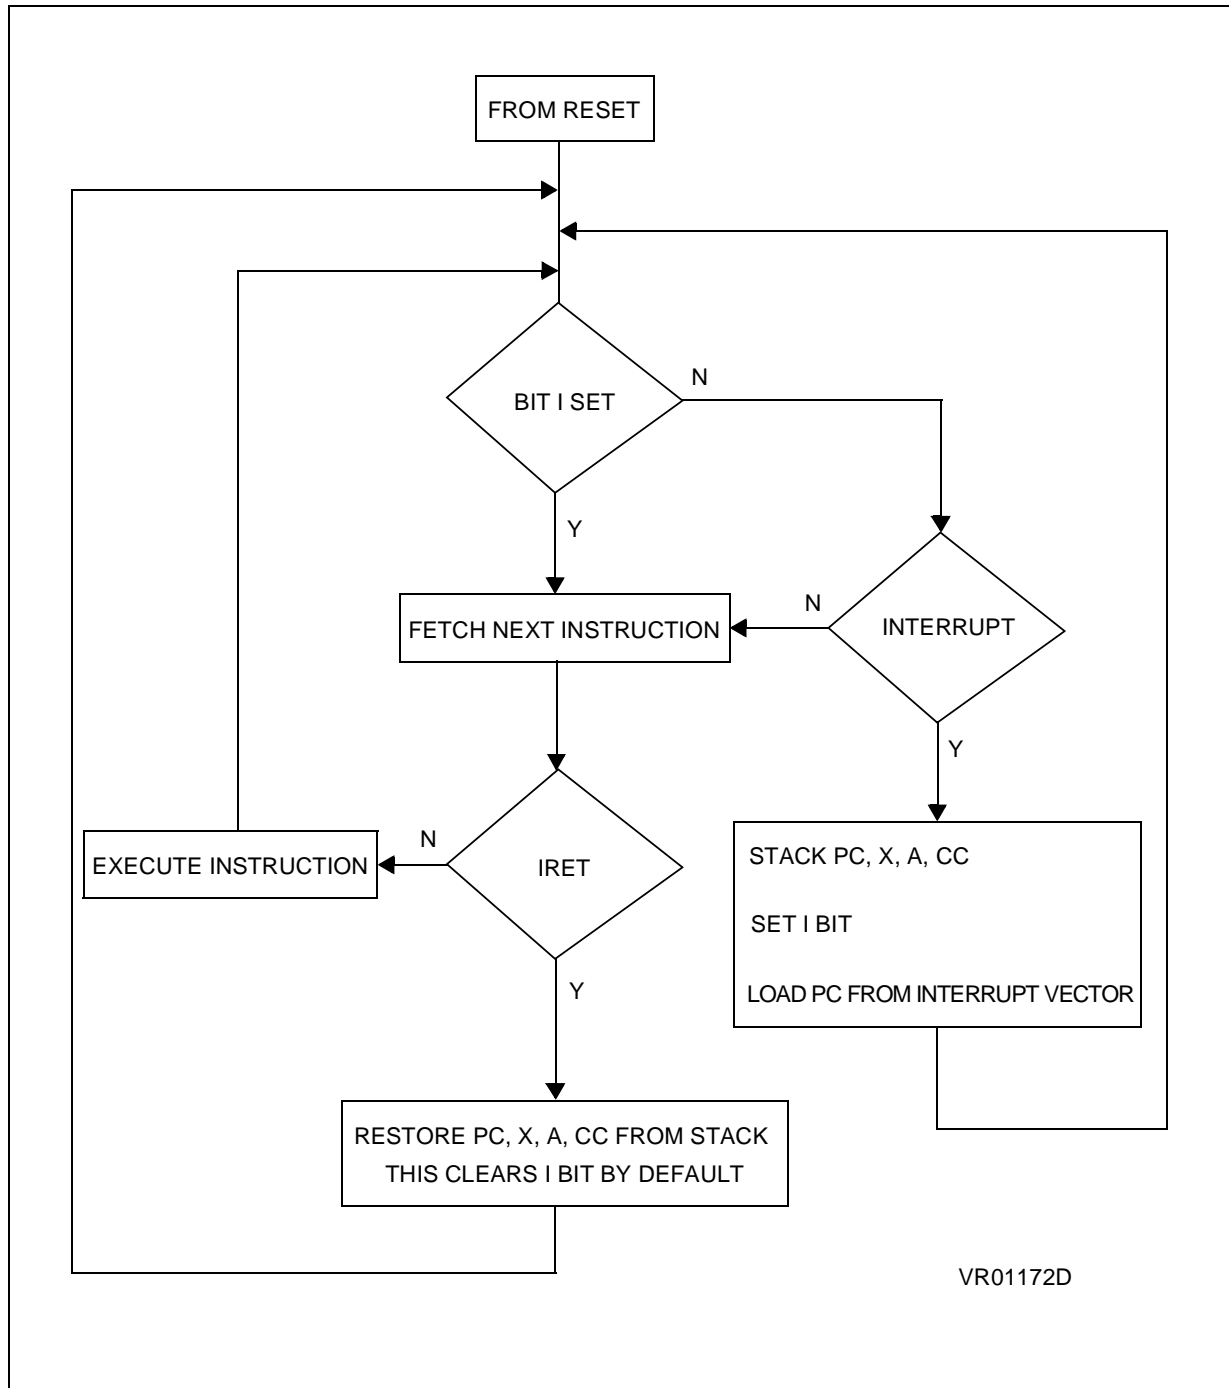 FROM RESET
BIT I SET
N
Y
FETCH NEXT INSTRUCTION
N
INTERRUPT
Y
EXECUTE INSTRUCTION
N
IRET
Y
STACK PC, X, A, CC
SET I BIT
LOAD PC FROM INTERRUPT VECTOR
RESTORE PC, X, A, CC FROM STACK
THIS CLEARS I BIT BY DEFAULT
VR01172D